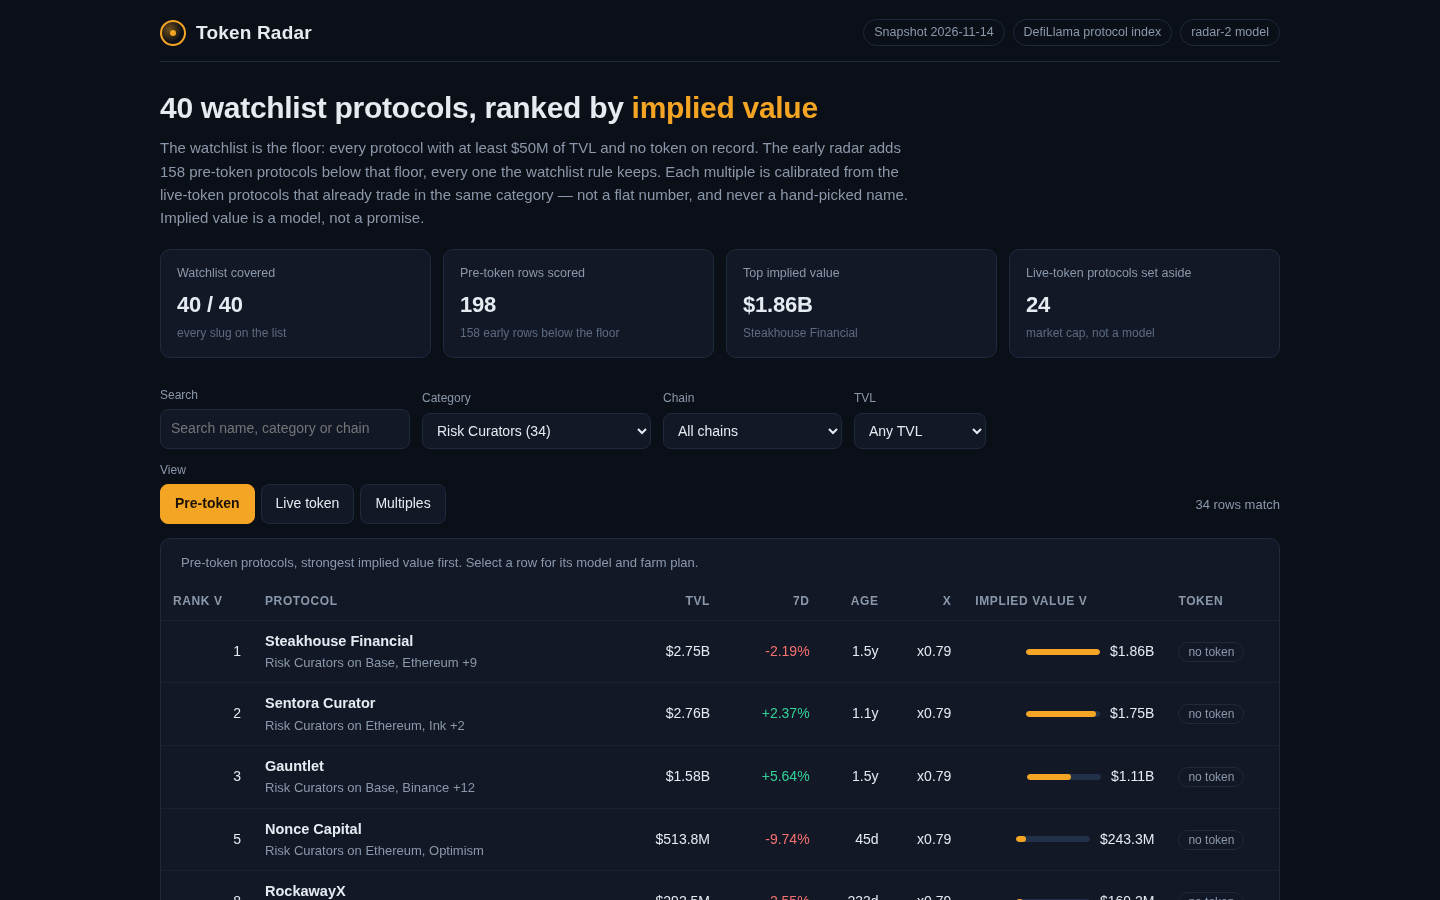 Token Radar
Snapshot 2026-11-14
DefiLlama protocol index
radar-2 model
40 watchlist protocols, ranked by implied value
The watchlist is the floor: every protocol with at least $50M of TVL and no token on record. The early radar adds
158 pre-token protocols below that floor, every one the watchlist rule keeps. Each multiple is calibrated from the
live-token protocols that already trade in the same category — not a flat number, and never a hand-picked name.
Implied value is a model, not a promise.
Watchlist covered
40 / 40
every slug on the list
Pre-token rows scored
198
158 early rows below the floor
Top implied value
$1.86B
Steakhouse Financial
Live-token protocols set aside
24
market cap, not a model
Search
Search name, category or chain
Category
Risk Curators (34)
Chain
All chains
TVL
Any TVL
View
Pre-token
Live token
Multiples
34 rows match
Pre-token protocols, strongest implied value first. Select a row for its model and farm plan.
RANK V PROTOCOL TVL 7D AGE X IMPLIED VALUE V TOKEN
1 Steakhouse Financial $2.75B -2.19% 1.5y x0.79 $1.86B no token
Risk Curators on Base, Ethereum +9
2 Sentora Curator $2.76B +2.37% 1.1y x0.79 $1.75B no token
Risk Curators on Ethereum, Ink +2
3 Gauntlet $1.58B +5.64% 1.5y x0.79 $1.11B no token
Risk Curators on Base, Binance +12
5 Nonce Capital $513.8M -9.74% 45d x0.79 $243.3M no token
Risk Curators on Ethereum, Optimism
RockawayX